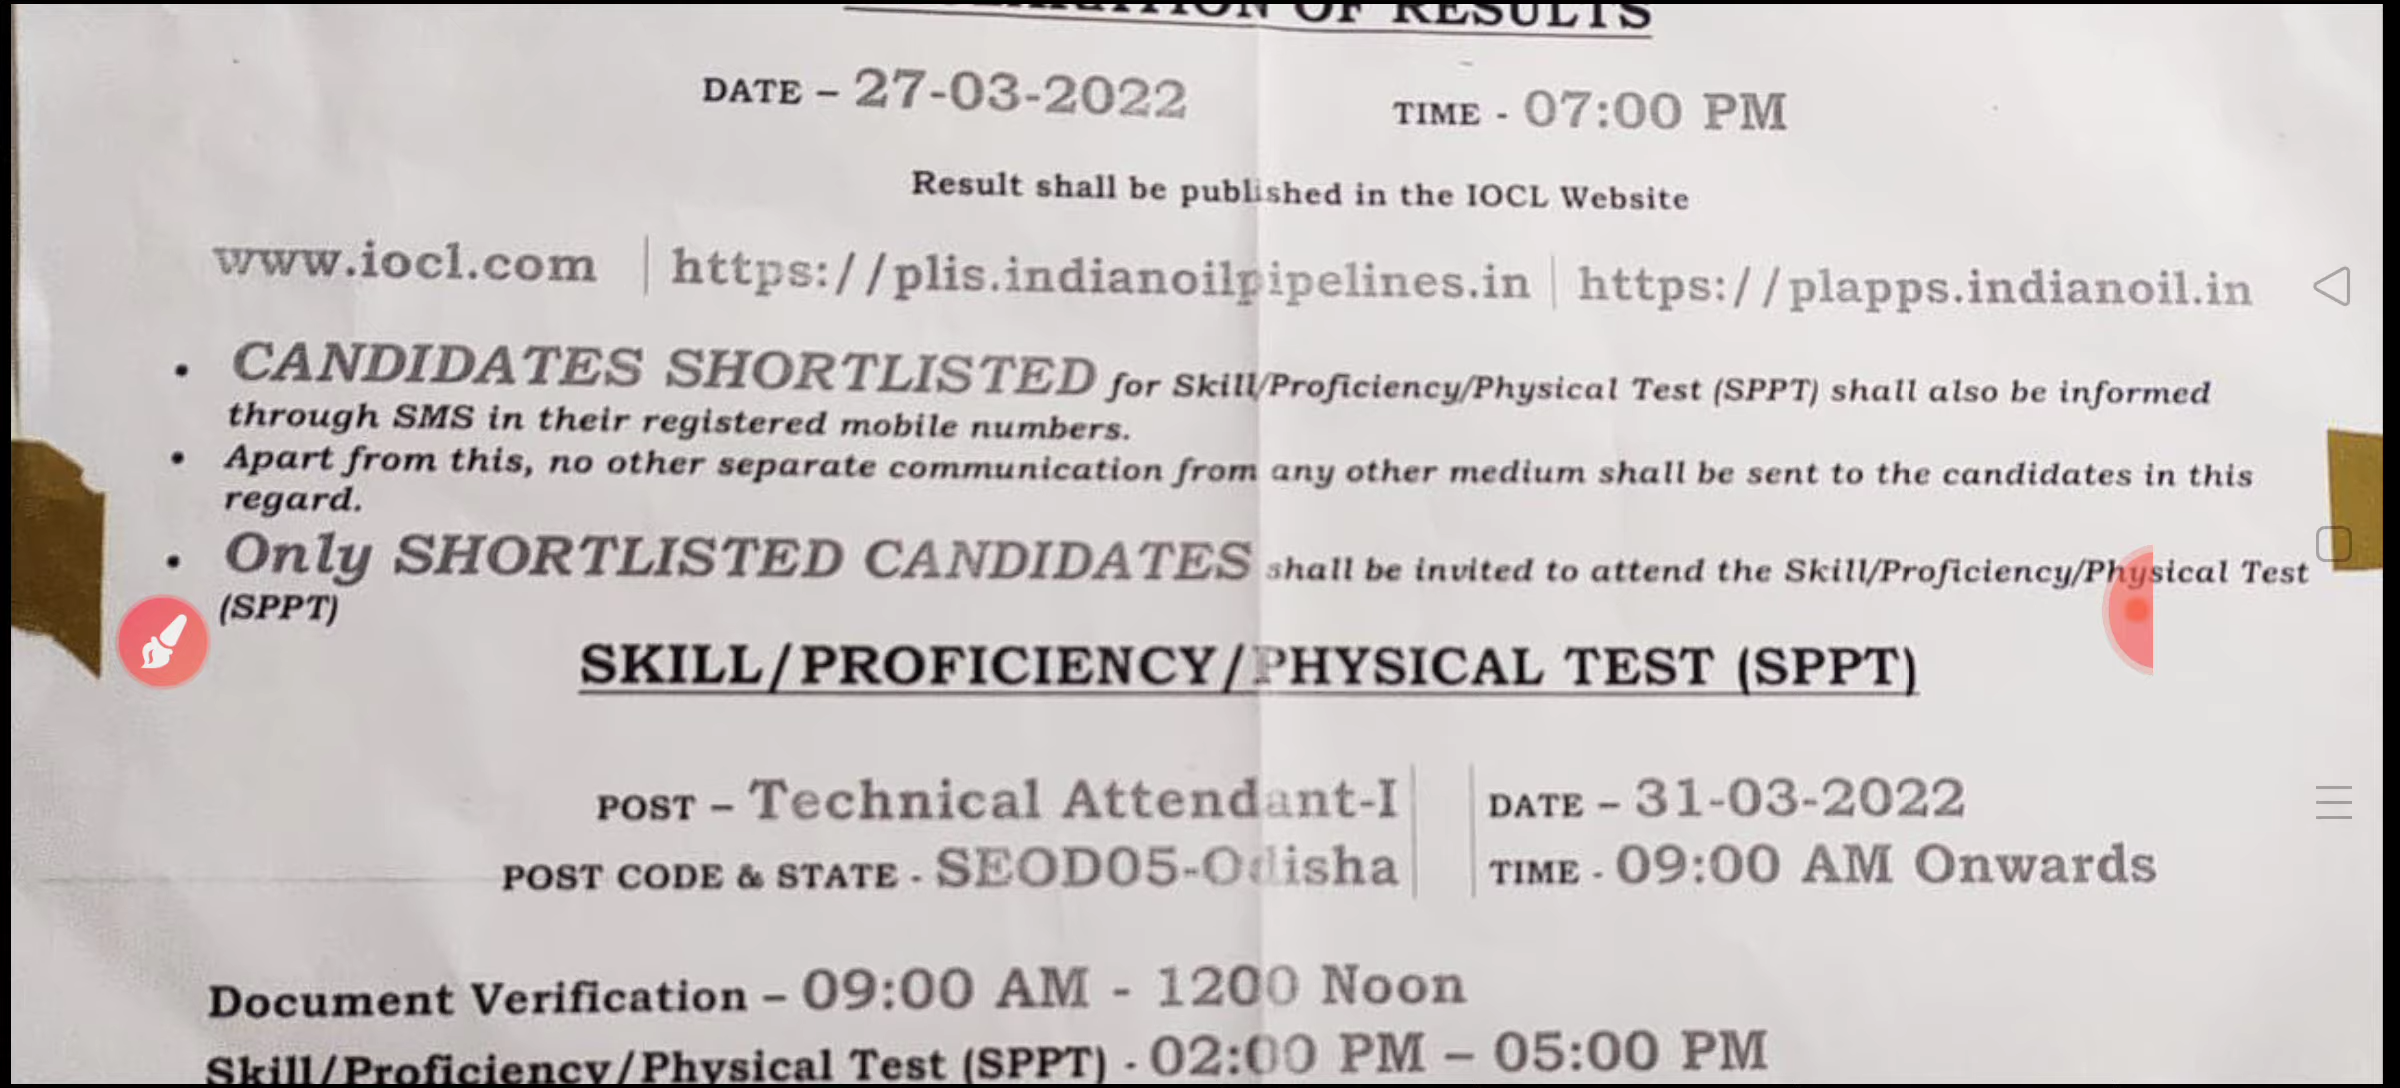 OF RESULTS
DATE – 27-03-2022 TIME - 07:00 PM
Result shall be published in the IOCL Website
www.iocl.com | https://plis.indianoilpipelines.in | https://plapps.indianoil.in
• CANDIDATES SHORTLISTED for Skill/Proficiency/Physical Test (SPPT) shall also be informed
through SMS in their registered mobile numbers.
• Apart from this, no other separate communication from any other medium shall be sent to the candidates in this
regard.
• Only SHORTLISTED CANDIDATES shall be invited to attend the Skill/Proficiency/Physical Test
(SPPT)
SKILL/PROFICIENCY/PHYSICAL TEST (SPPT)
POST – Technical Attendant-I DATE – 31-03-2022
POST CODE & STATE - SEOD05-Odisha TIME - 09:00 AM Onwards
Document Verification – 09:00 AM - 1200 Noon
Skill/Proficiency/Physical Test (SPPT) - 02:00 PM – 05:00 PM